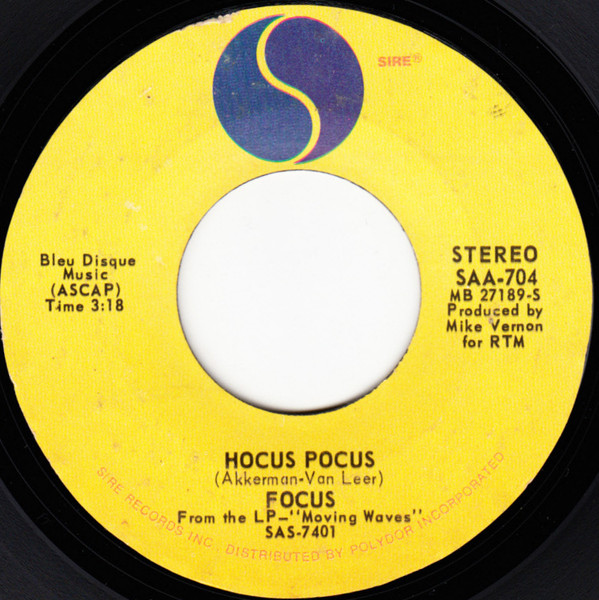 SIRE®
Bleu Disque
Music
(ASCAP)
Time 3:18
STEREO
SAA-704
MB 27189-S
Produced by
Mike Vernon
for RTM
HOCUS POCUS
(Akkerman-Van Leer)
FOCUS
From the LP-"Moving Waves"
SAS-7401
SIRE RECORDS INC. DISTRIBUTED BY POLYDOR INCORPORATED